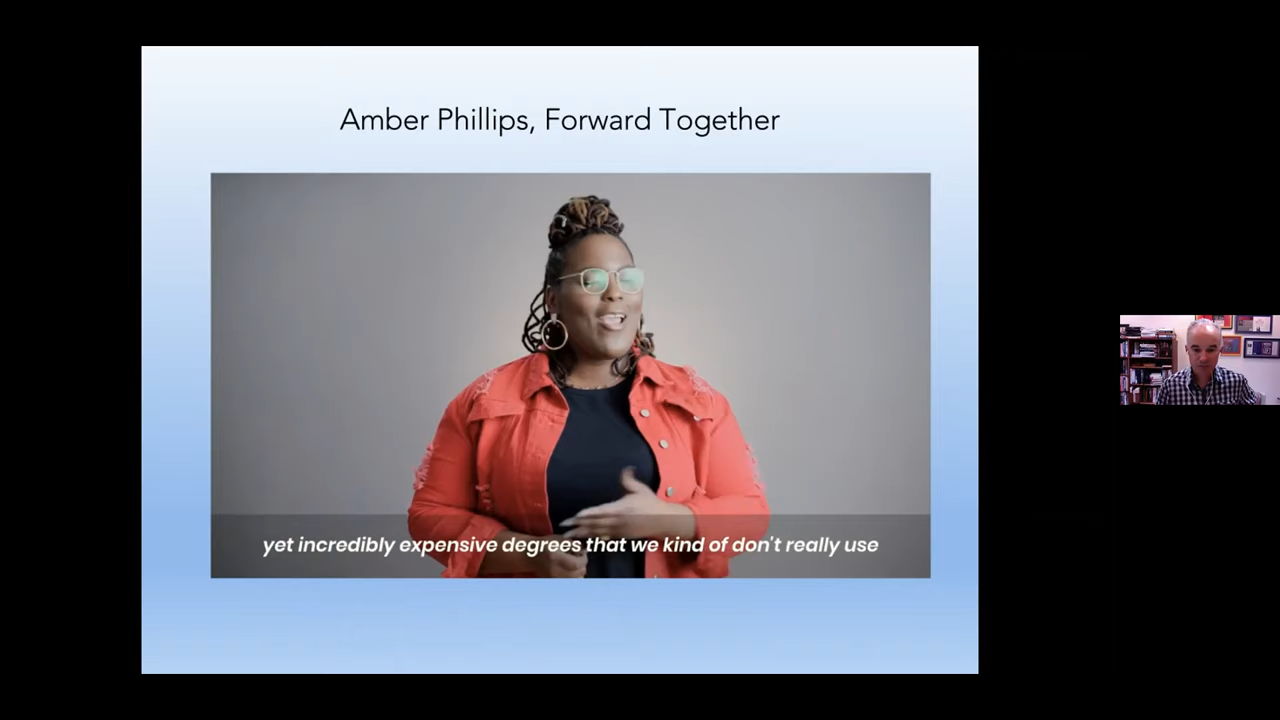 Amber Phillips, Forward Together
yet incredibly expensive degrees that we kind of don't really use